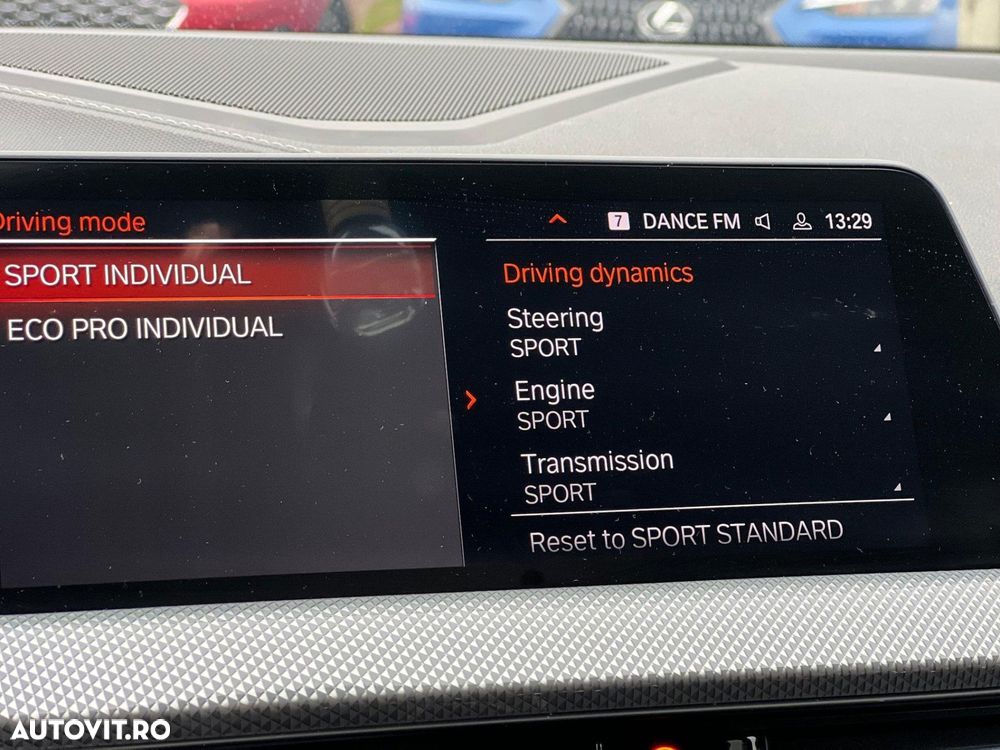 Driving mode
7 DANCE FM 13:29
SPORT INDIVIDUAL
ECO PRO INDIVIDUAL
Driving dynamics
Steering
SPORT
Engine
SPORT
Transmission
SPORT
Reset to SPORT STANDARD
AUTOVIT.RO